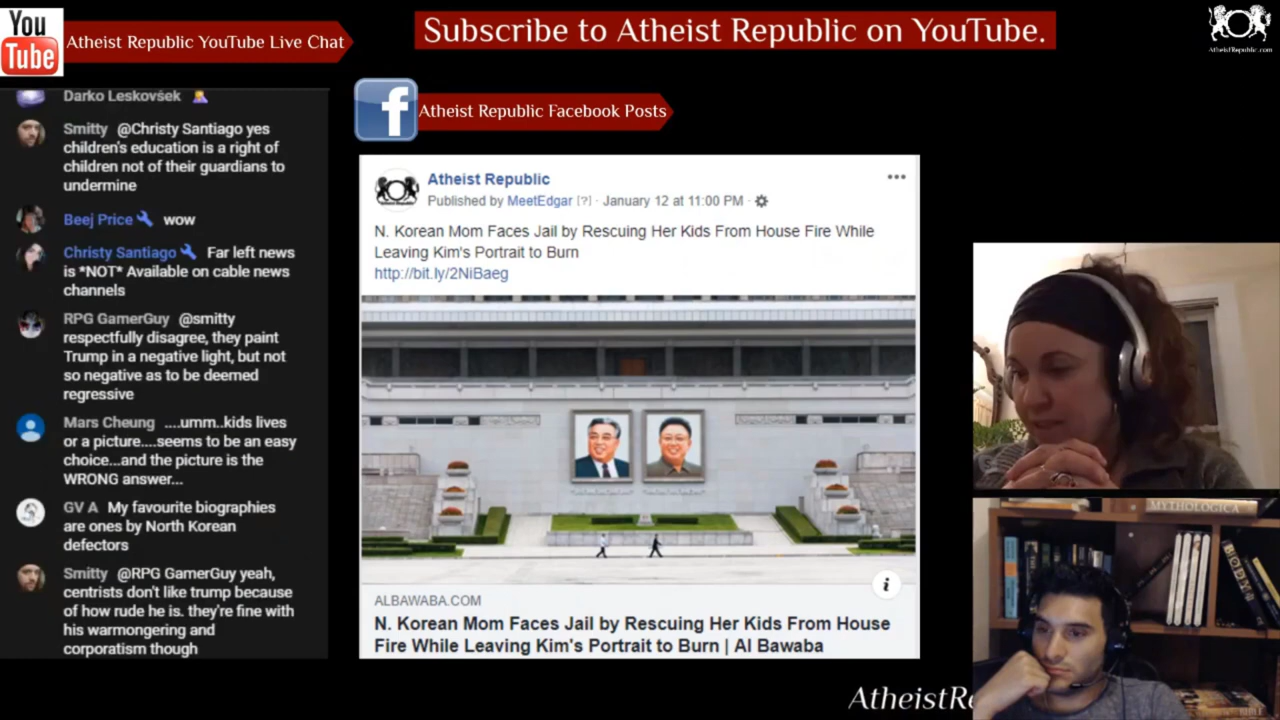 You
Tube
Atheist Republic YouTube Live Chat
Subscribe to Atheist Republic on YouTube.
AtheistRepublic.com
Darko Leskovšek
Smitty @Christy Santiago yes
children's education is a right of
children not of their guardians to
undermine
Beej Price wow
Christy Santiago Far left news
is *NOT* Available on cable news
channels
RPG GamerGuy @smitty
respectfully disagree, they paint
Trump in a negative light, but not
so negative as to be deemed
regressive
Mars Cheung ....umm..kids lives
or a picture....seems to be an easy
choice...and the picture is the
WRONG answer...
GV A My favourite biographies
are ones by North Korean
defectors
Smitty @RPG GamerGuy yeah,
centrists don't like trump because
of how rude he is. they're fine with
his warmongering and
corporatism though
f
Atheist Republic Facebook Posts
Atheist Republic
Published by MeetEdgar [?] · January 12 at 11:00 PM ·
N. Korean Mom Faces Jail by Rescuing Her Kids From House Fire While
Leaving Kim's Portrait to Burn
http://bit.ly/2NiBaeg
i
ALBAWABA.COM
N. Korean Mom Faces Jail by Rescuing Her Kids From House
Fire While Leaving Kim's Portrait to Burn | Al Bawaba
MYTHOLOGICA
AtheistRe